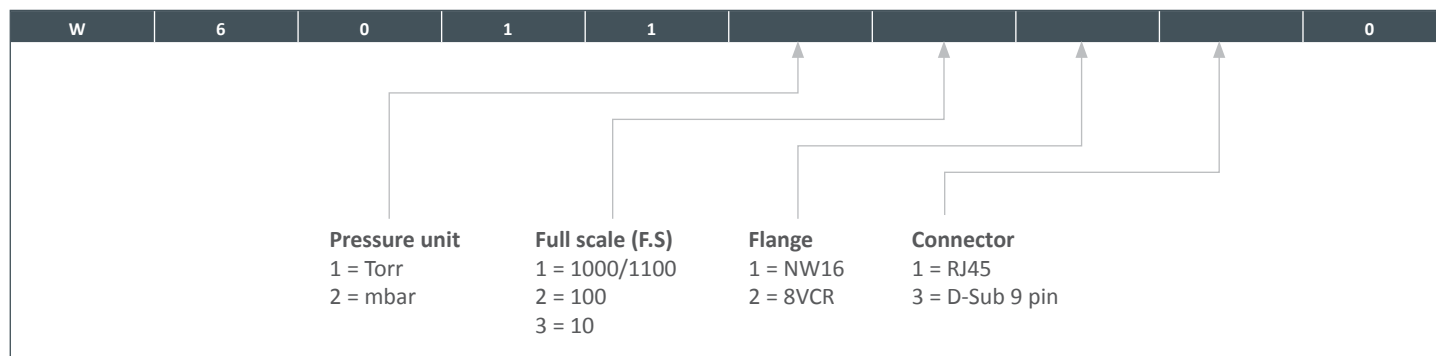 W 6 0 1 1 0
Pressure unit
1 = Torr
2 = mbar
Full scale (F.S)
1 = 1000/1100
2 = 100
3 = 10
Flange
1 = NW16
2 = 8VCR
Connector
1 = RJ45
3 = D-Sub 9 pin